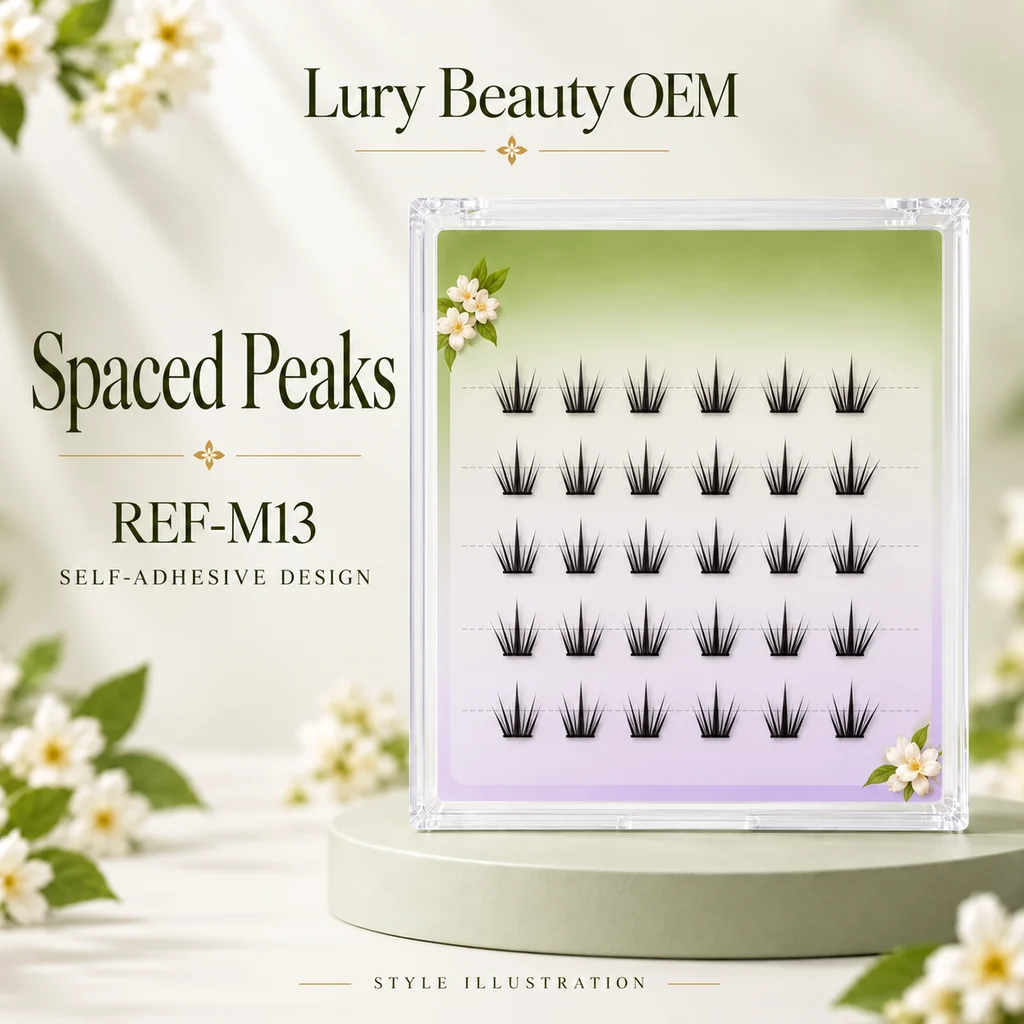 Lury Beauty OEM
Spaced Peaks
REF-M13
SELF-ADHESIVE DESIGN
STYLE ILLUSTRATION